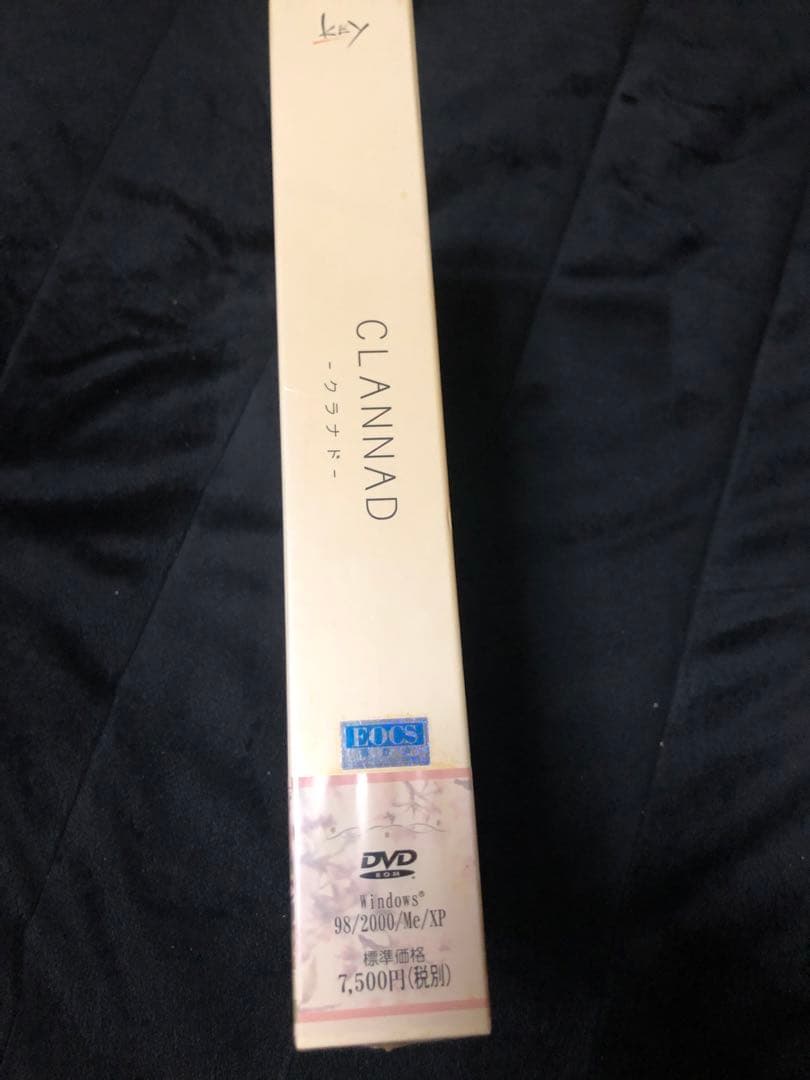 CLANNAD
-クラナド-
EOCS
DVD
ROM
Windows®
98/2000/Me/XP
標準価格
7,500円(税別)